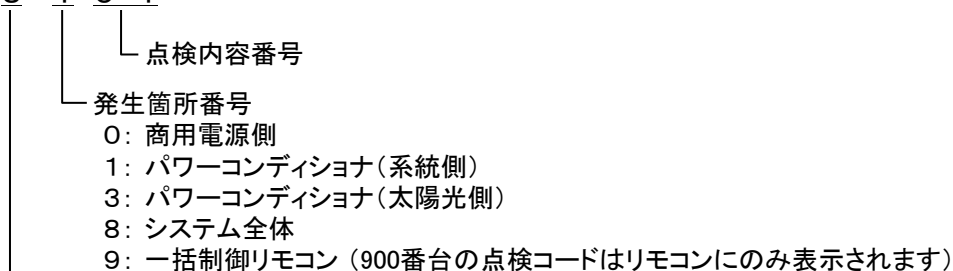 点検内容番号
発生箇所番号
0: 商用電源側
1: パワーコンディショナ(系統側)
3: パワーコンディショナ(太陽光側)
8: システム全体
9: 一括制御リモコン (900番台の点検コードはリモコンにのみ表示されます)